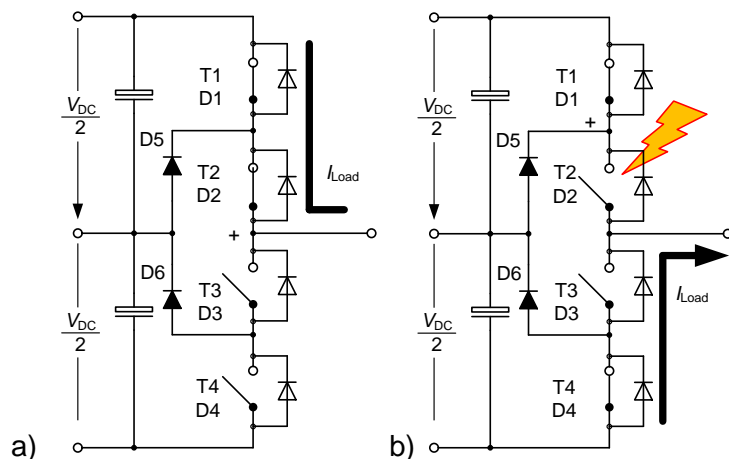 T1
D1
D5
V_DC
2
T2
D2
I_Load
+
D6
T3
D3
V_DC
2
T4
D4
a)
T1
D1
+
D5
V_DC
2
T2
D2
D6
T3
D3
I_Load
V_DC
2
T4
D4
b)